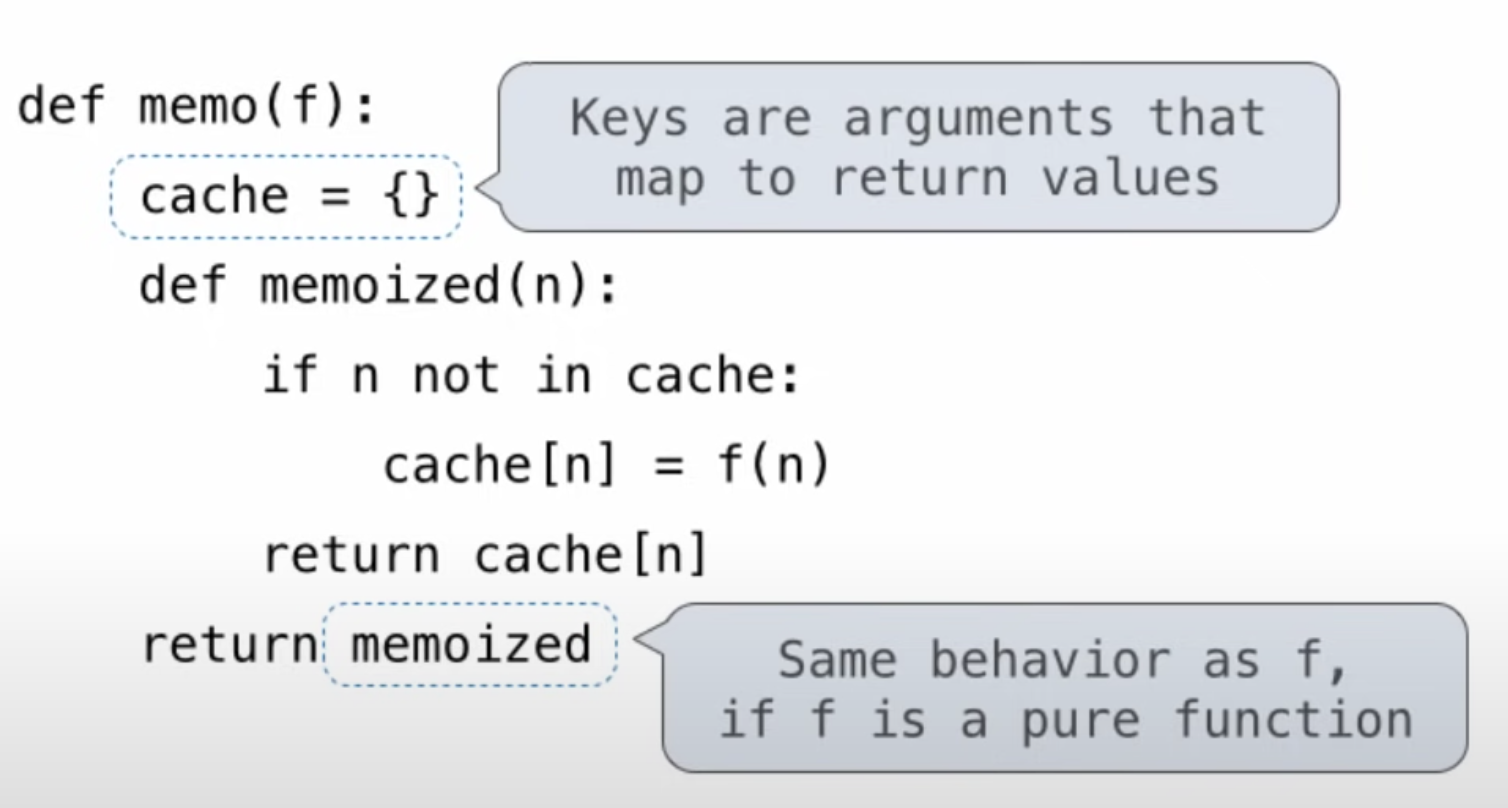 def memo(f):
    cache = {}
    def memoized(n):
        if n not in cache:
            cache[n] = f(n)
        return cache[n]
    return memoized
Keys are arguments that
map to return values
Same behavior as f,
if f is a pure function